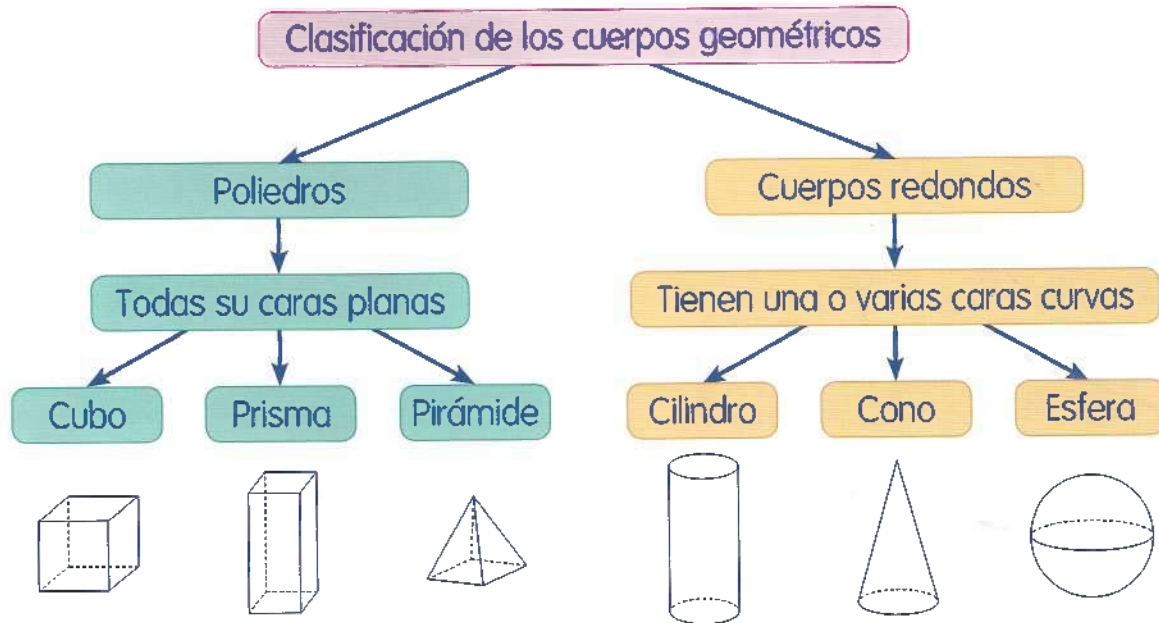 Clasificación de los cuerpos geométricos
Poliedros
Cuerpos redondos
Todas su caras planas
Tienen una o varias caras curvas
Cubo
Prisma
Pirámide
Cilindro
Cono
Esfera